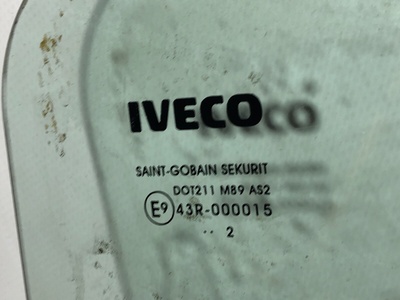 IVECO
SAINT-GOBAIN SEKURIT
DOT211 M89 AS2
E9 43R-000015
.. 2